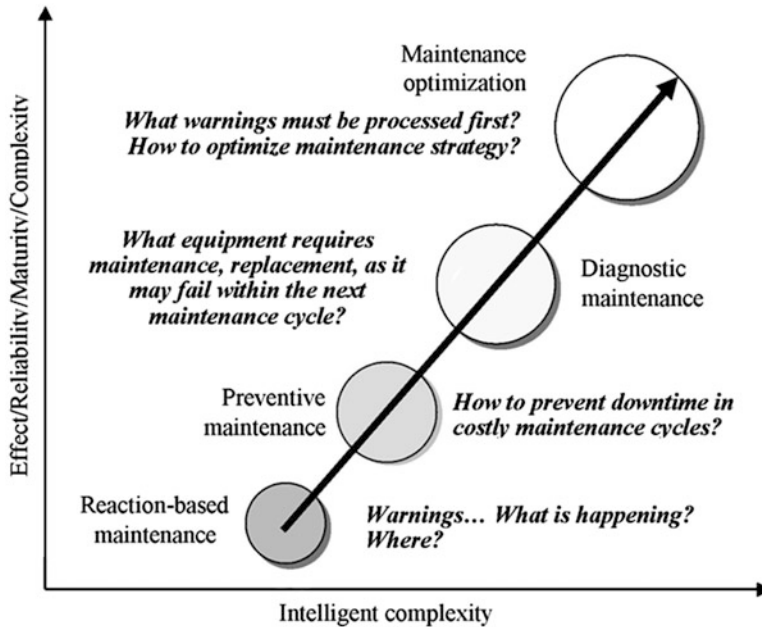 Maintenance
optimization
What warnings must be processed first?
How to optimize maintenance strategy?
What equipment requires
maintenance, replacement, as it
may fail within the next
maintenance cycle?
Diagnostic
maintenance
Preventive
maintenance
How to prevent downtime in
costly maintenance cycles?
Reaction-based
maintenance
Warnings… What is happening?
Where?
Effect/Reliability/Maturity/Complexity
Intelligent complexity